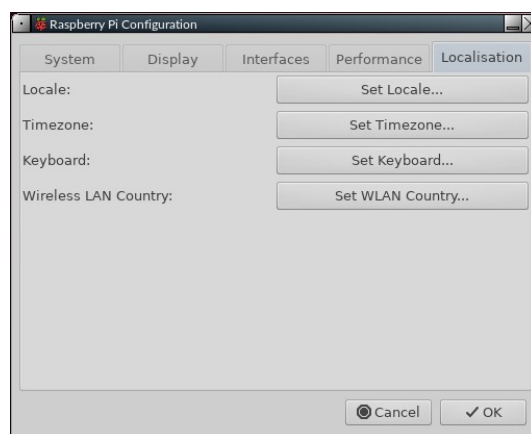 Raspberry Pi Configuration
System Display Interfaces Performance Localisation
Locale: Set Locale...
Timezone: Set Timezone...
Keyboard: Set Keyboard...
Wireless LAN Country: Set WLAN Country...
Cancel OK